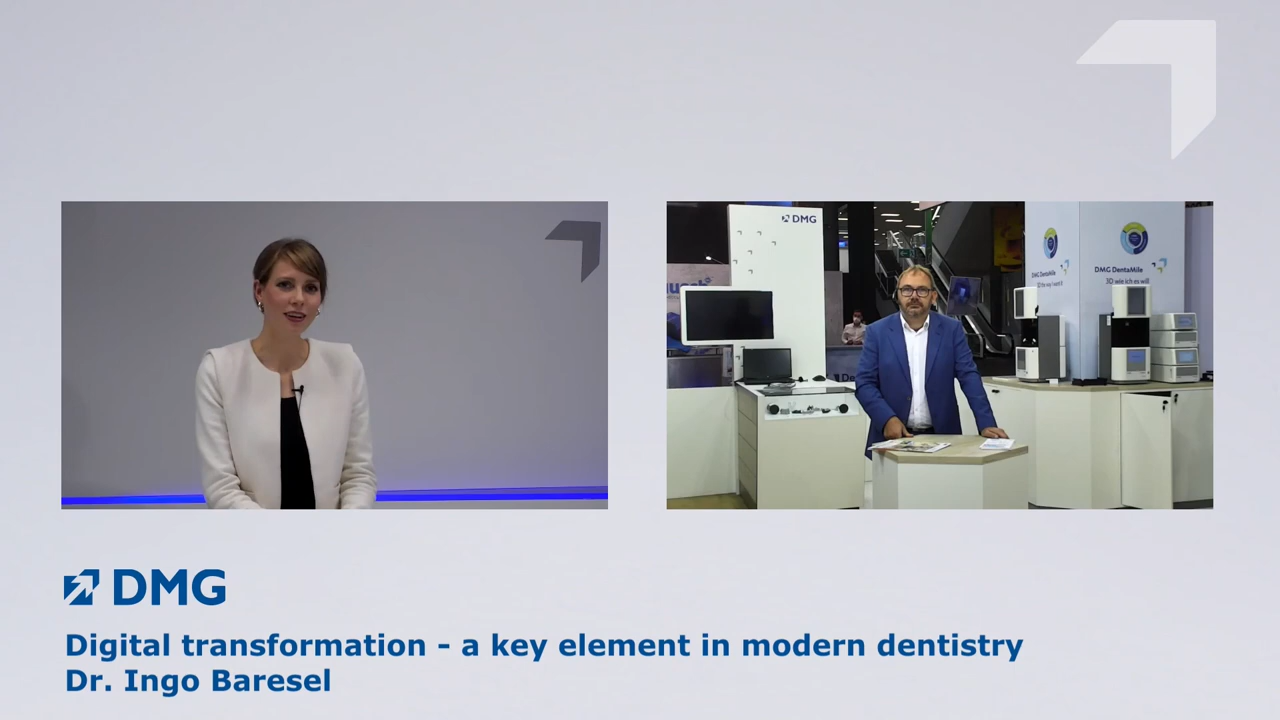 DMG
DMG DentaMile
DMG DentaMile
3D wie ich es will
DMG
Digital transformation - a key element in modern dentistry
Dr. Ingo Baresel